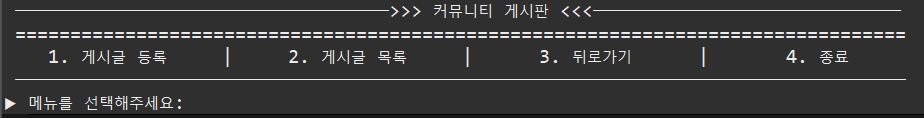 >>> 커뮤니티 게시판 <<<
=================================================================================
1. 게시글 등록 | 2. 게시글 목록 | 3. 뒤로가기 | 4. 종료
▶ 메뉴를 선택해주세요: